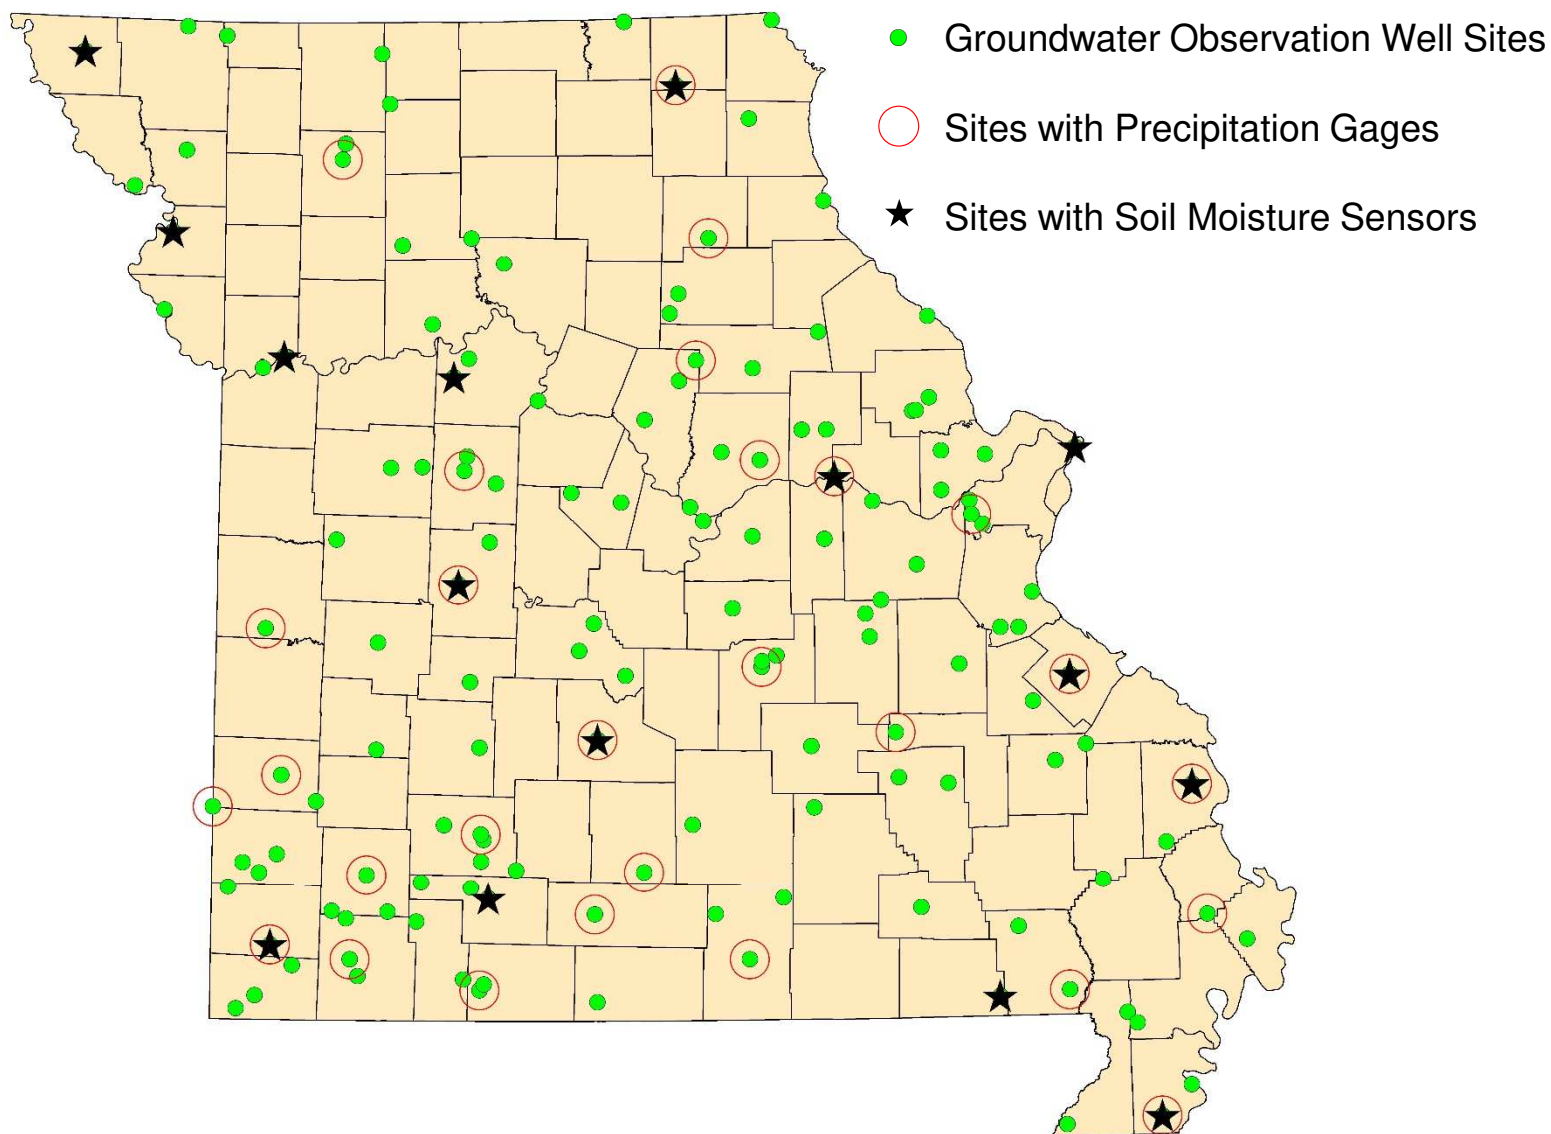 Groundwater Observation Well Sites
Sites with Precipitation Gages
Sites with Soil Moisture Sensors